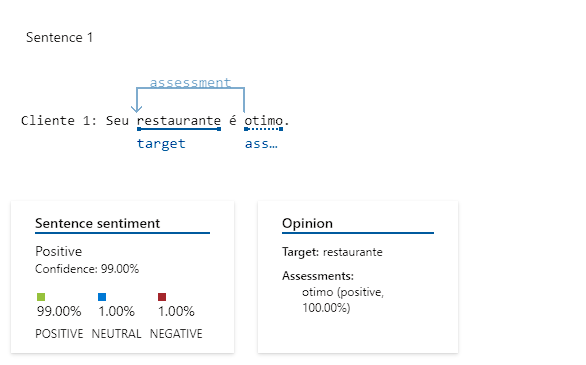 Sentence 1
assessment
Cliente 1: Seu restaurante é otimo.
target ass…
Sentence sentiment
Positive
Confidence: 99.00%
99.00% 1.00% 1.00%
POSITIVE NEUTRAL NEGATIVE
Opinion
Target: restaurante
Assessments:
otimo (positive,
100.00%)